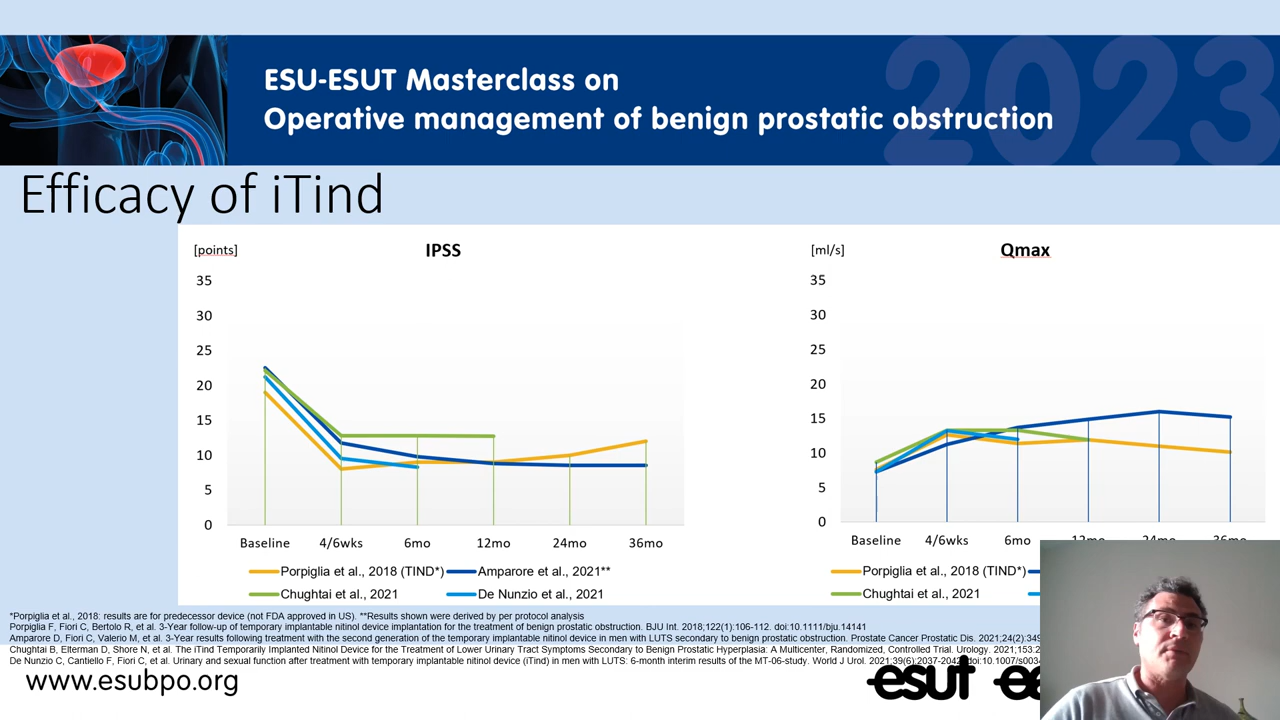 2023
ESU-ESUT Masterclass on
Operative management of benign prostatic obstruction
Efficacy of iTind
[points]
IPSS
35
30
25
20
15
10
5
0
Baseline 4/6wks 6mo 12mo 24mo 36mo
Porpiglia et al., 2018 (TIND*) Amparore et al., 2021**
Chughtai et al., 2021 De Nunzio et al., 2021
[ml/s]
Qmax
35
30
25
20
15
10
5
0
Baseline 4/6wks 6mo 12mo 24mo 36mo
Porpiglia et al., 2018 (TIND*)
Chughtai et al., 2021
*Porpiglia et al., 2018: results are for predecessor device (not FDA approved in US). **Results shown were derived by per protocol analysis
Porpiglia F, Fiori C, Bertolo R, et al. 3-Year follow-up of temporary implantable nitinol device implantation for the treatment of benign prostatic obstruction. BJU Int. 2018;122(1):106-112. doi:10.1111/bju.14141
Amparore D, Fiori C, Valerio M, et al. 3-Year results following treatment with the second generation of the temporary implantable nitinol device in men with LUTS secondary to benign prostatic obstruction. Prostate Cancer Prostatic Dis. 2021;24(2):349
Chughtai B, Elterman D, Shore N, et al. The iTind Temporarily Implanted Nitinol Device for the Treatment of Lower Urinary Tract Symptoms Secondary to Benign Prostatic Hyperplasia: A Multicenter, Randomized, Controlled Trial. Urology. 2021;153:2
De Nunzio C, Cantiello F, Fiori C, et al. Urinary and sexual function after treatment with temporary implantable nitinol device (iTind) in men with LUTS: 6-month interim results of the MT-06-study. World J Urol. 2021;39(6):2037-2042. doi:10.1007/s003
www.esubpo.org
esut